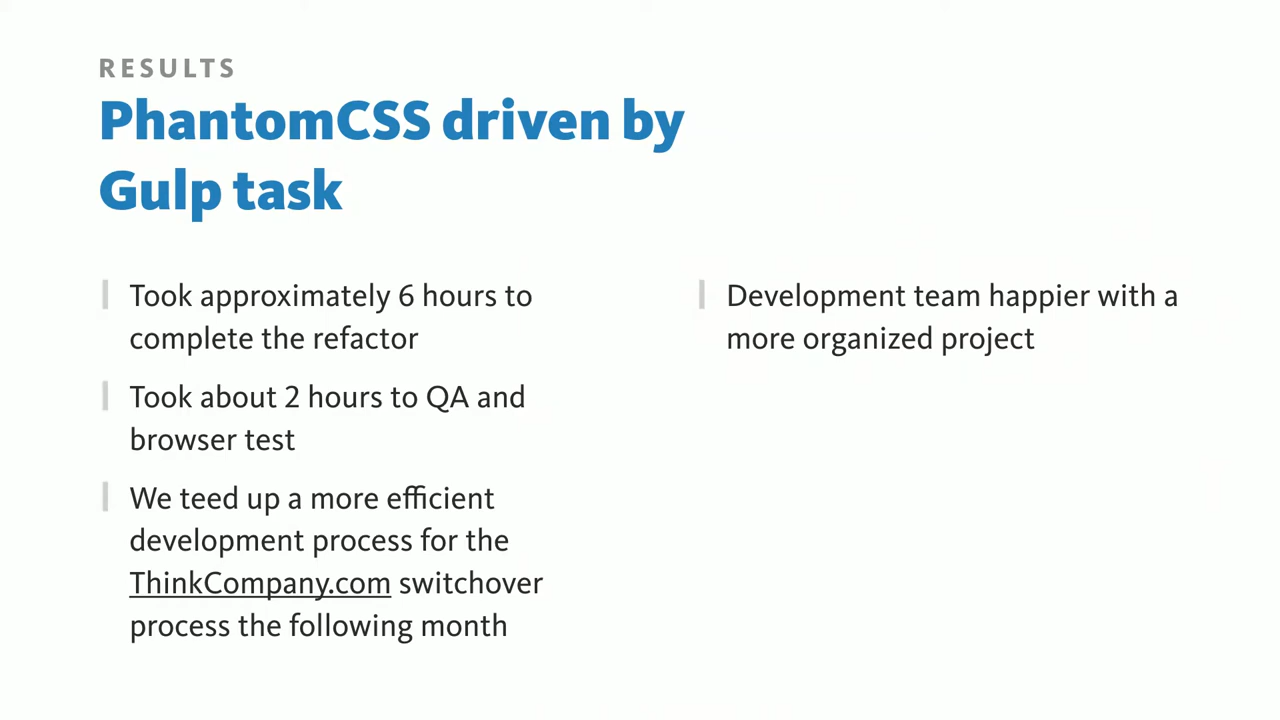 RESULTS
PhantomCSS driven by
Gulp task
Took approximately 6 hours to
complete the refactor
Took about 2 hours to QA and
browser test
We teed up a more efficient
development process for the
ThinkCompany.com switchover
process the following month
Development team happier with a
more organized project